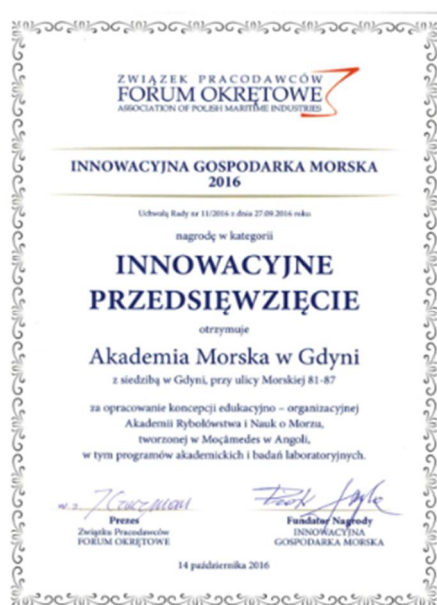 ZWIĄZEK PRACODAWCÓW
FORUM OKRĘTOWE
ASSOCIATION OF POLISH MARITIME INDUSTRIES
INNOWACYJNA GOSPODARKA MORSKA
2016
Uchwałą Rady nr 11/2016 z dnia 27.09.2016 roku
nagrodę w kategorii
INNOWACYJNE
PRZEDSIĘWZIĘCIE
otrzymuje
Akademia Morska w Gdyni
z siedzibą w Gdyni, przy ulicy Morskiej 81-87
za opracowanie koncepcji edukacyjno – organizacyjnej
Akademii Rybołówstwa i Nauk o Morzu,
tworzonej w Moçâmedes w Angoli,
w tym programów akademickich i badań laboratoryjnych.
Prezes
Związku Pracodawców
FORUM OKRĘTOWE
Fundator Nagrody
INNOWACYJNA
GOSPODARKA MORSKA
14 października 2016